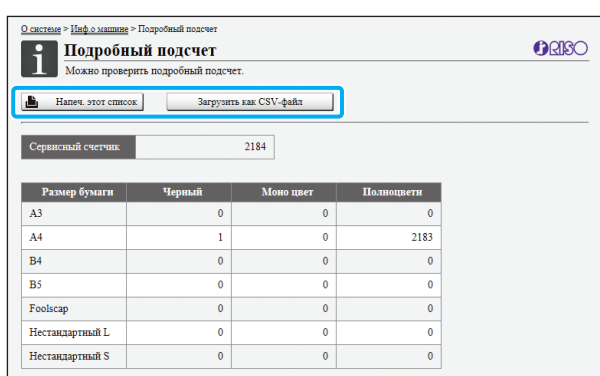 О системе > Инф.о машине > Подробный подсчет
i Подробный подсчет RISO
Можно проверить подробный подсчет.
Напеч. этот список Загрузить как CSV-файл
Сервисный счетчик 2184
Размер бумаги Черный Моно цвет Полноцветн
A3 0 0 0
A4 1 0 2183
B4 0 0 0
B5 0 0 0
Foolscap 0 0 0
Нестандартный L 0 0 0
Нестандартный S 0 0 0